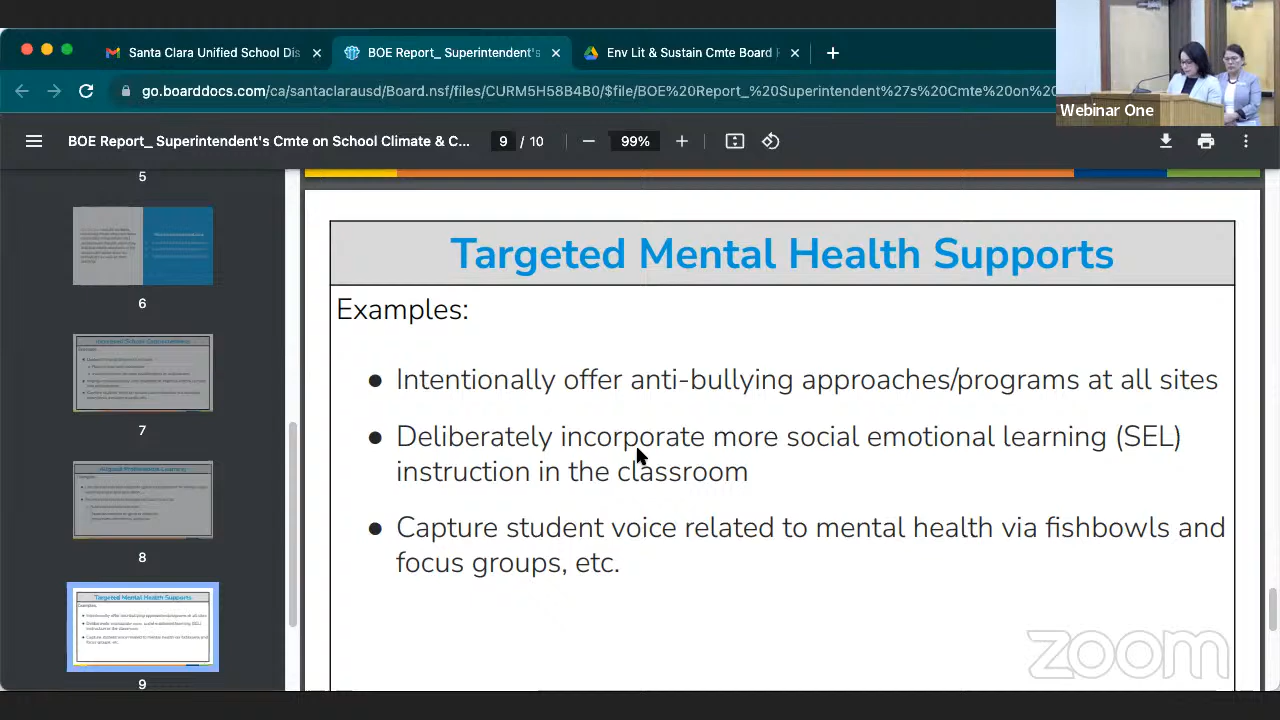 Santa Clara Unified School Dis
BOE Report_ Superintendent's
Env Lit & Sustain Cmte Board
go.boarddocs.com/ca/santaclarausd/Board.nsf/files/CURM5H58B4B0/$file/BOE%20Report_%20Superintendent%27s%20Cmte%20on%20
Webinar One
BOE Report_ Superintendent's Cmte on School Climate & C...
9 / 10
99%
5
6
7
8
Targeted Mental Health Supports
9
Targeted Mental Health Supports
Examples:
● Intentionally offer anti-bullying approaches/programs at all sites
● Deliberately incorporate more social emotional learning (SEL)
instruction in the classroom
● Capture student voice related to mental health via fishbowls and
focus groups, etc.
zoom